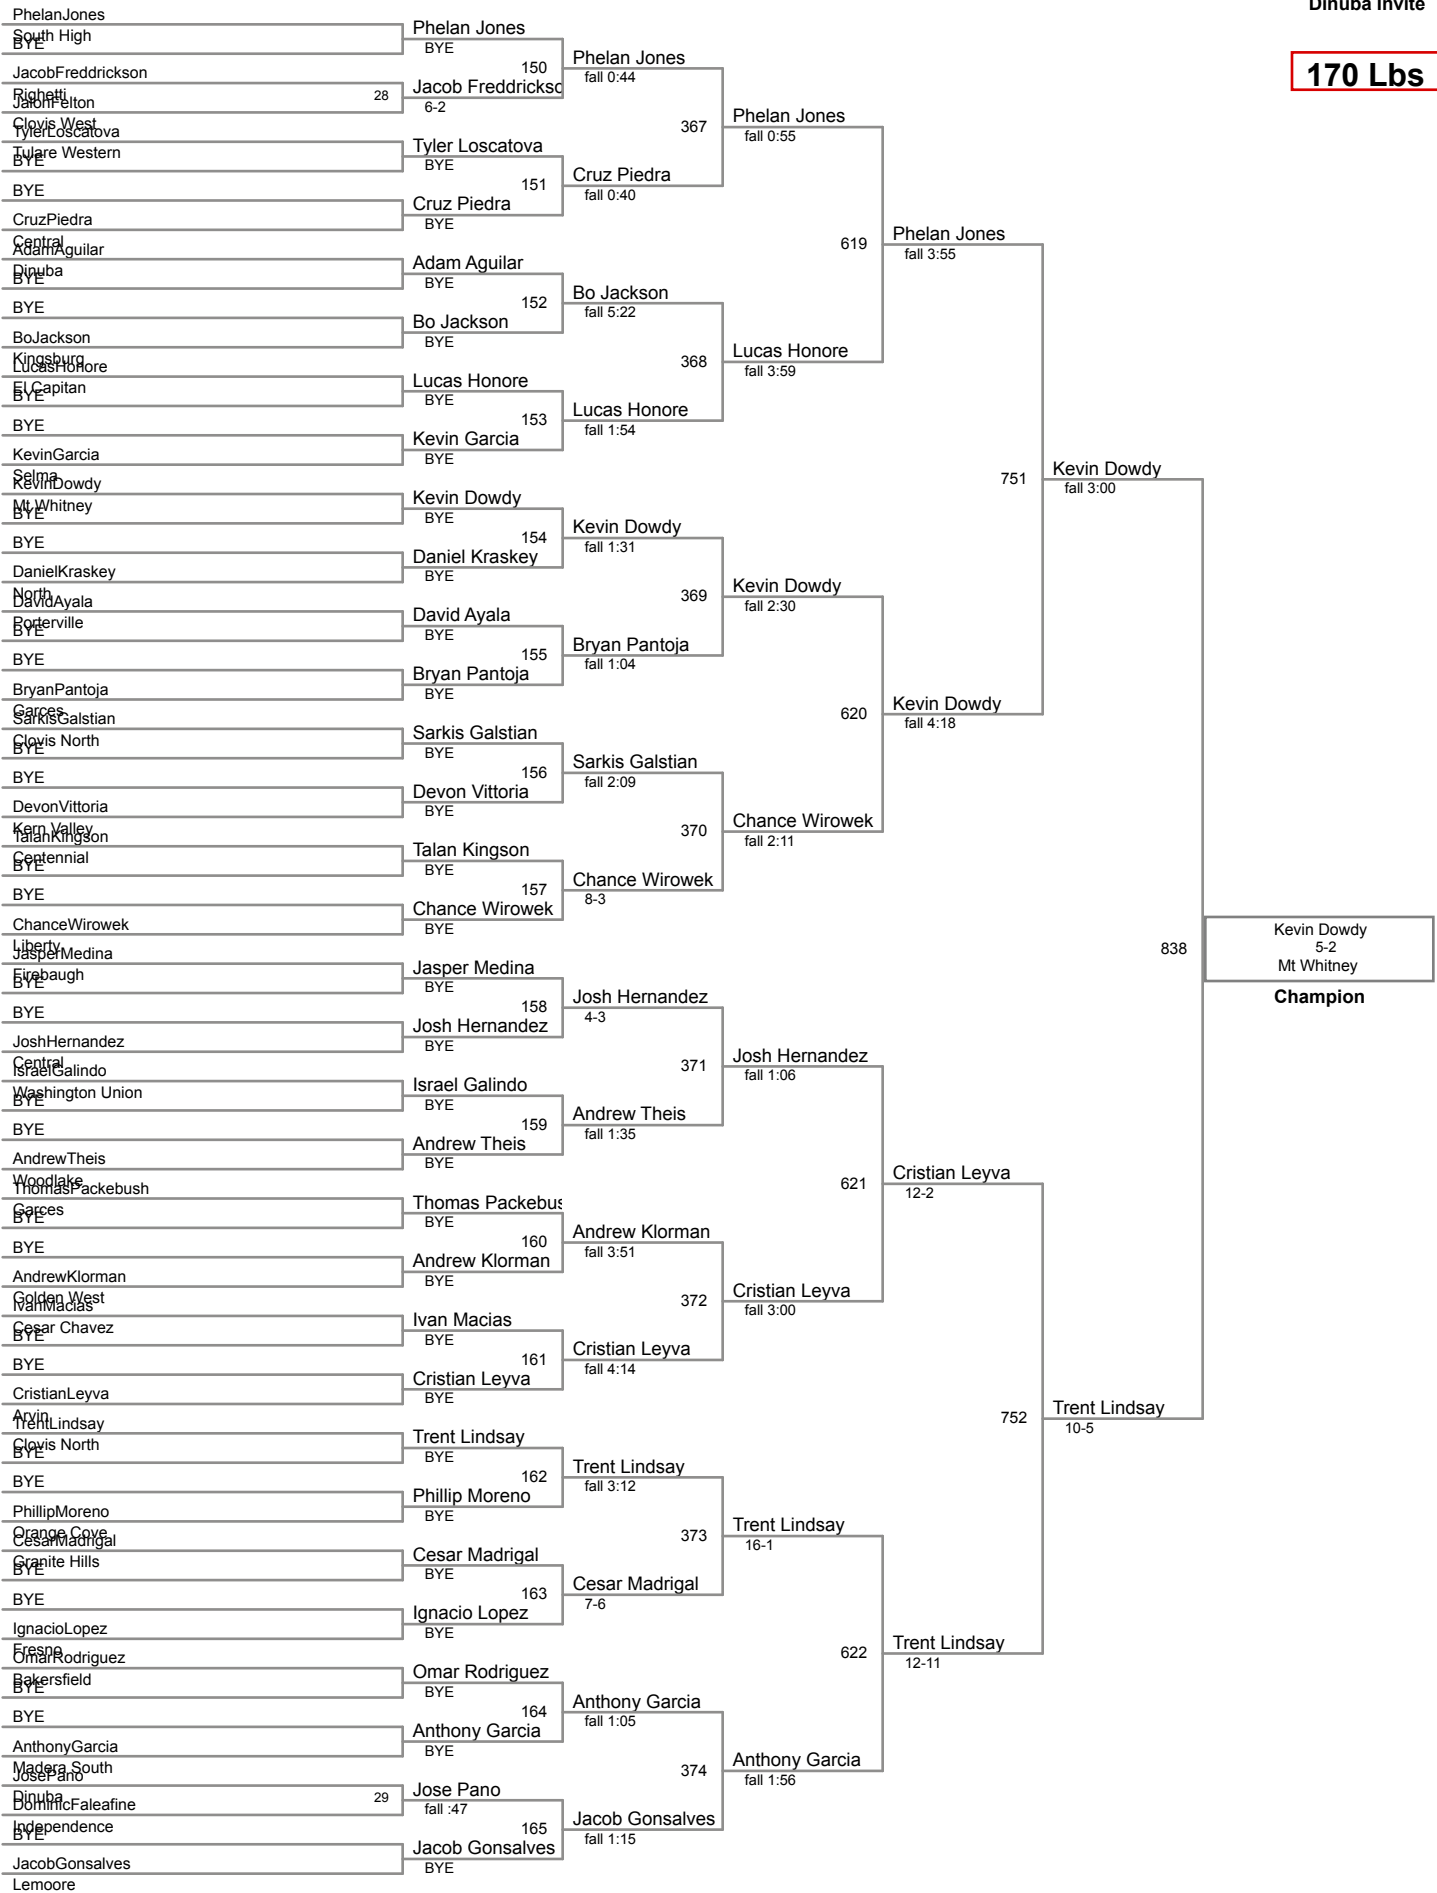 Dinuba Invite
170 Lbs
PhelanJones
South High
BYE
JacobFreddrickson
Righetti
28
JalonFelton
Clovis West
TylerLoscatova
Tulare Western
BYE
BYE
CruzPiedra
Central
AdamAguilar
Dinuba
BYE
BYE
BoJackson
Kingsburg
LucasHonore
El Capitan
BYE
BYE
KevinGarcia
Selma
KevinDowdy
Mt Whitney
BYE
BYE
DanielKraskey
North
DavidAyala
Porterville
BYE
BYE
BryanPantoja
Garces
SarkisGalstian
Clovis North
BYE
BYE
DevonVittoria
Kern Valley
TalanKingson
Centennial
BYE
BYE
ChanceWirowek
Liberty
JasperMedina
Firebaugh
BYE
BYE
JoshHernandez
Central
IsraelGalindo
Washington Union
BYE
BYE
AndrewTheis
Woodlake
ThomasPackebush
Garces
BYE
BYE
AndrewKlorman
Golden West
IvanMacias
Cesar Chavez
BYE
BYE
CristianLeyva
Arvin
TrentLindsay
Clovis North
BYE
BYE
PhillipMoreno
Orange Cove
CesarMadrigal
Granite Hills
BYE
BYE
IgnacioLopez
Fresno
OmarRodriguez
Bakersfield
BYE
BYE
AnthonyGarcia
Madera South
JosePano
Dinuba
29
DominicFaleafine
Independence
BYE
JacobGonsalves
Lemoore
Phelan Jones
BYE
150
Jacob Freddrickso
6-2
Tyler Loscatova
BYE
151
Cruz Piedra
BYE
Adam Aguilar
BYE
152
Bo Jackson
BYE
Lucas Honore
BYE
153
Kevin Garcia
BYE
Kevin Dowdy
BYE
154
Daniel Kraskey
BYE
David Ayala
BYE
155
Bryan Pantoja
BYE
Sarkis Galstian
BYE
156
Devon Vittoria
BYE
Talan Kingson
BYE
157
Chance Wirowek
BYE
Jasper Medina
BYE
158
Josh Hernandez
BYE
Israel Galindo
BYE
159
Andrew Theis
BYE
Thomas Packebus
BYE
160
Andrew Klorman
BYE
Ivan Macias
BYE
161
Cristian Leyva
BYE
Trent Lindsay
BYE
162
Phillip Moreno
BYE
Cesar Madrigal
BYE
163
Ignacio Lopez
BYE
Omar Rodriguez
BYE
164
Anthony Garcia
BYE
Jose Pano
fall :47
165
Jacob Gonsalves
BYE
Phelan Jones
fall 0:44
367
Cruz Piedra
fall 0:40
Bo Jackson
fall 5:22
368
Lucas Honore
fall 1:54
Kevin Dowdy
fall 1:31
369
Bryan Pantoja
fall 1:04
Sarkis Galstian
fall 2:09
370
Chance Wirowek
8-3
Josh Hernandez
4-3
371
Andrew Theis
fall 1:35
Andrew Klorman
fall 3:51
372
Cristian Leyva
fall 4:14
Trent Lindsay
fall 3:12
373
Cesar Madrigal
7-6
Anthony Garcia
fall 1:05
374
Jacob Gonsalves
fall 1:15
Phelan Jones
fall 0:55
619
Lucas Honore
fall 3:59
Kevin Dowdy
fall 2:30
620
Chance Wirowek
fall 2:11
Josh Hernandez
fall 1:06
621
Cristian Leyva
fall 3:00
Trent Lindsay
16-1
622
Anthony Garcia
fall 1:56
Phelan Jones
fall 3:55
751
Kevin Dowdy
fall 4:18
Cristian Leyva
12-2
752
Trent Lindsay
12-11
Kevin Dowdy
fall 3:00
838
Trent Lindsay
10-5
Kevin Dowdy
5-2
Mt Whitney
Champion